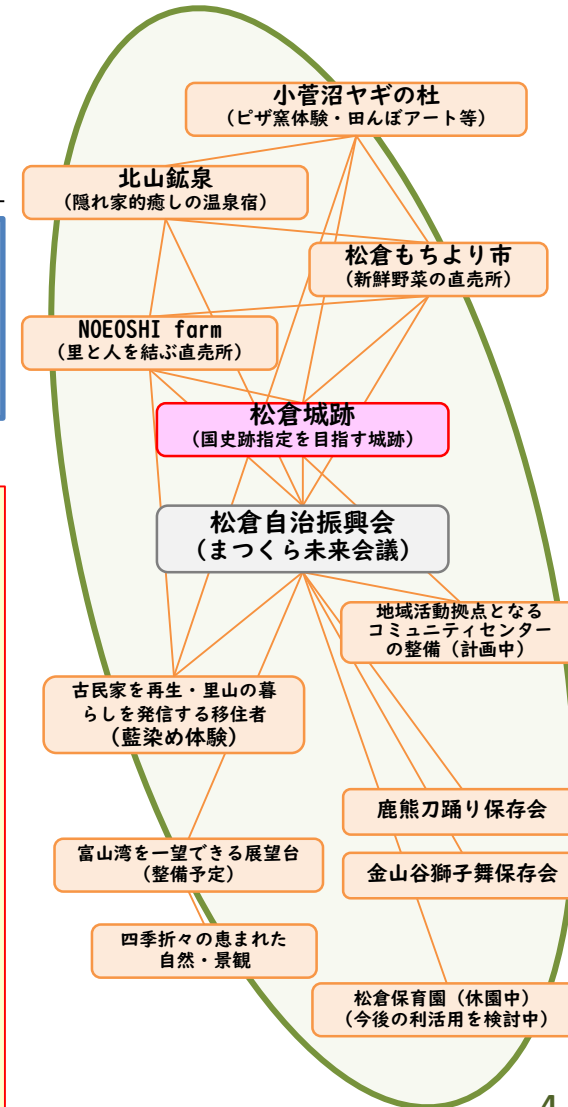 小菅沼ヤギの杜
（ピザ窯体験・田んぼアート等）
北山鉱泉
（隠れ家的癒しの温泉宿）
松倉もちより市
（新鮮野菜の直売所）
NOEOSHI farm
（里と人を結ぶ直売所）
松倉城跡
（国史跡指定を目指す城跡）
松倉自治振興会
（まつくら未来会議）
地域活動拠点となる
コミュニティセンター
の整備（計画中）
古民家を再生・里山の暮
らしを発信する移住者
（藍染め体験）
鹿熊刀踊り保存会
富山湾を一望できる展望台
（整備予定）
金山谷獅子舞保存会
四季折々の恵まれた
自然・景観
松倉保育園（休園中）
（今後の利活用を検討中）
4